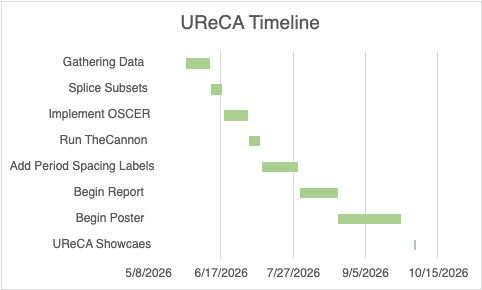 UReCA Timeline
Gathering Data
Splice Subsets
Implement OSCER
Run TheCannon
Add Period Spacing Labels
Begin Report
Begin Poster
UReCA Showcaes
5/8/2026 6/17/2026 7/27/2026 9/5/2026 10/15/2026